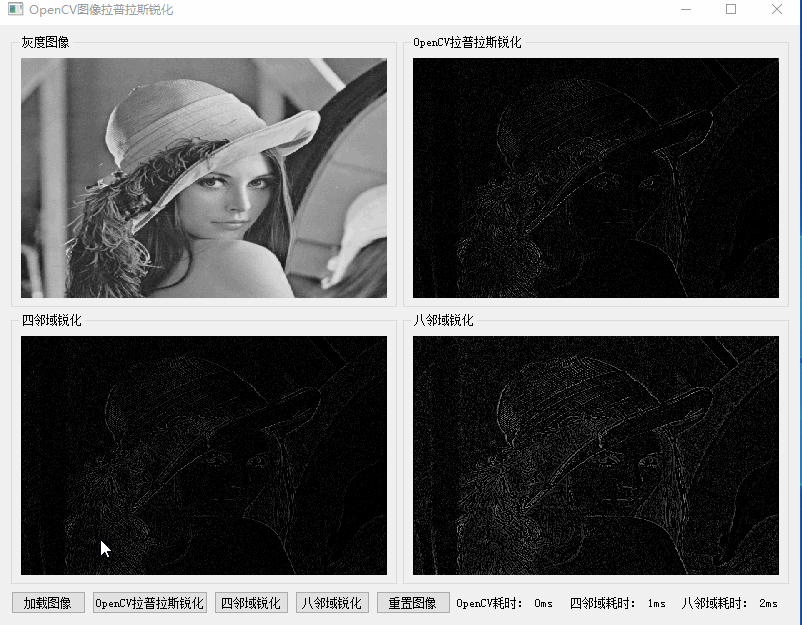 OpenCV图像拉普拉斯锐化
灰度图像
OpenCV拉普拉斯锐化
四邻域锐化
八邻域锐化
加载图像 OpenCV拉普拉斯锐化 四邻域锐化 八邻域锐化 重置图像 OpenCV耗时: 0ms 四邻域耗时: 1ms 八邻域耗时: 2ms